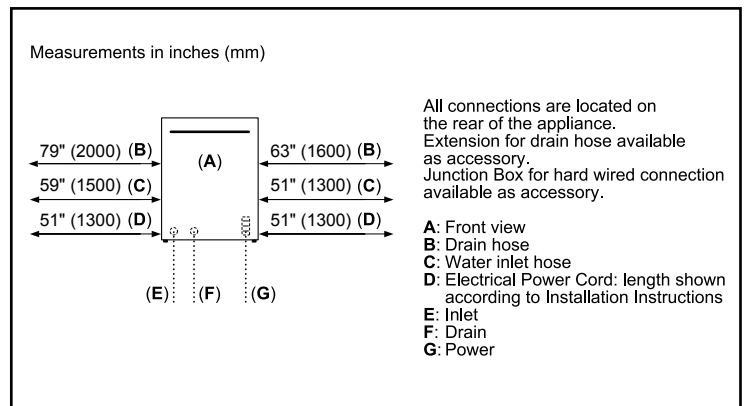 Measurements in inches (mm)
79" (2000) (B)
59" (1500) (C)
51" (1300) (D)
(A)
63" (1600) (B)
51" (1300) (C)
51" (1300) (D)
(E) (F) (G)
All connections are located on
the rear of the appliance.
Extension for drain hose available
as accessory.
Junction Box for hard wired connection
available as accessory.
A: Front view
B: Drain hose
C: Water inlet hose
D: Electrical Power Cord: length shown
according to Installation Instructions
E: Inlet
F: Drain
G: Power